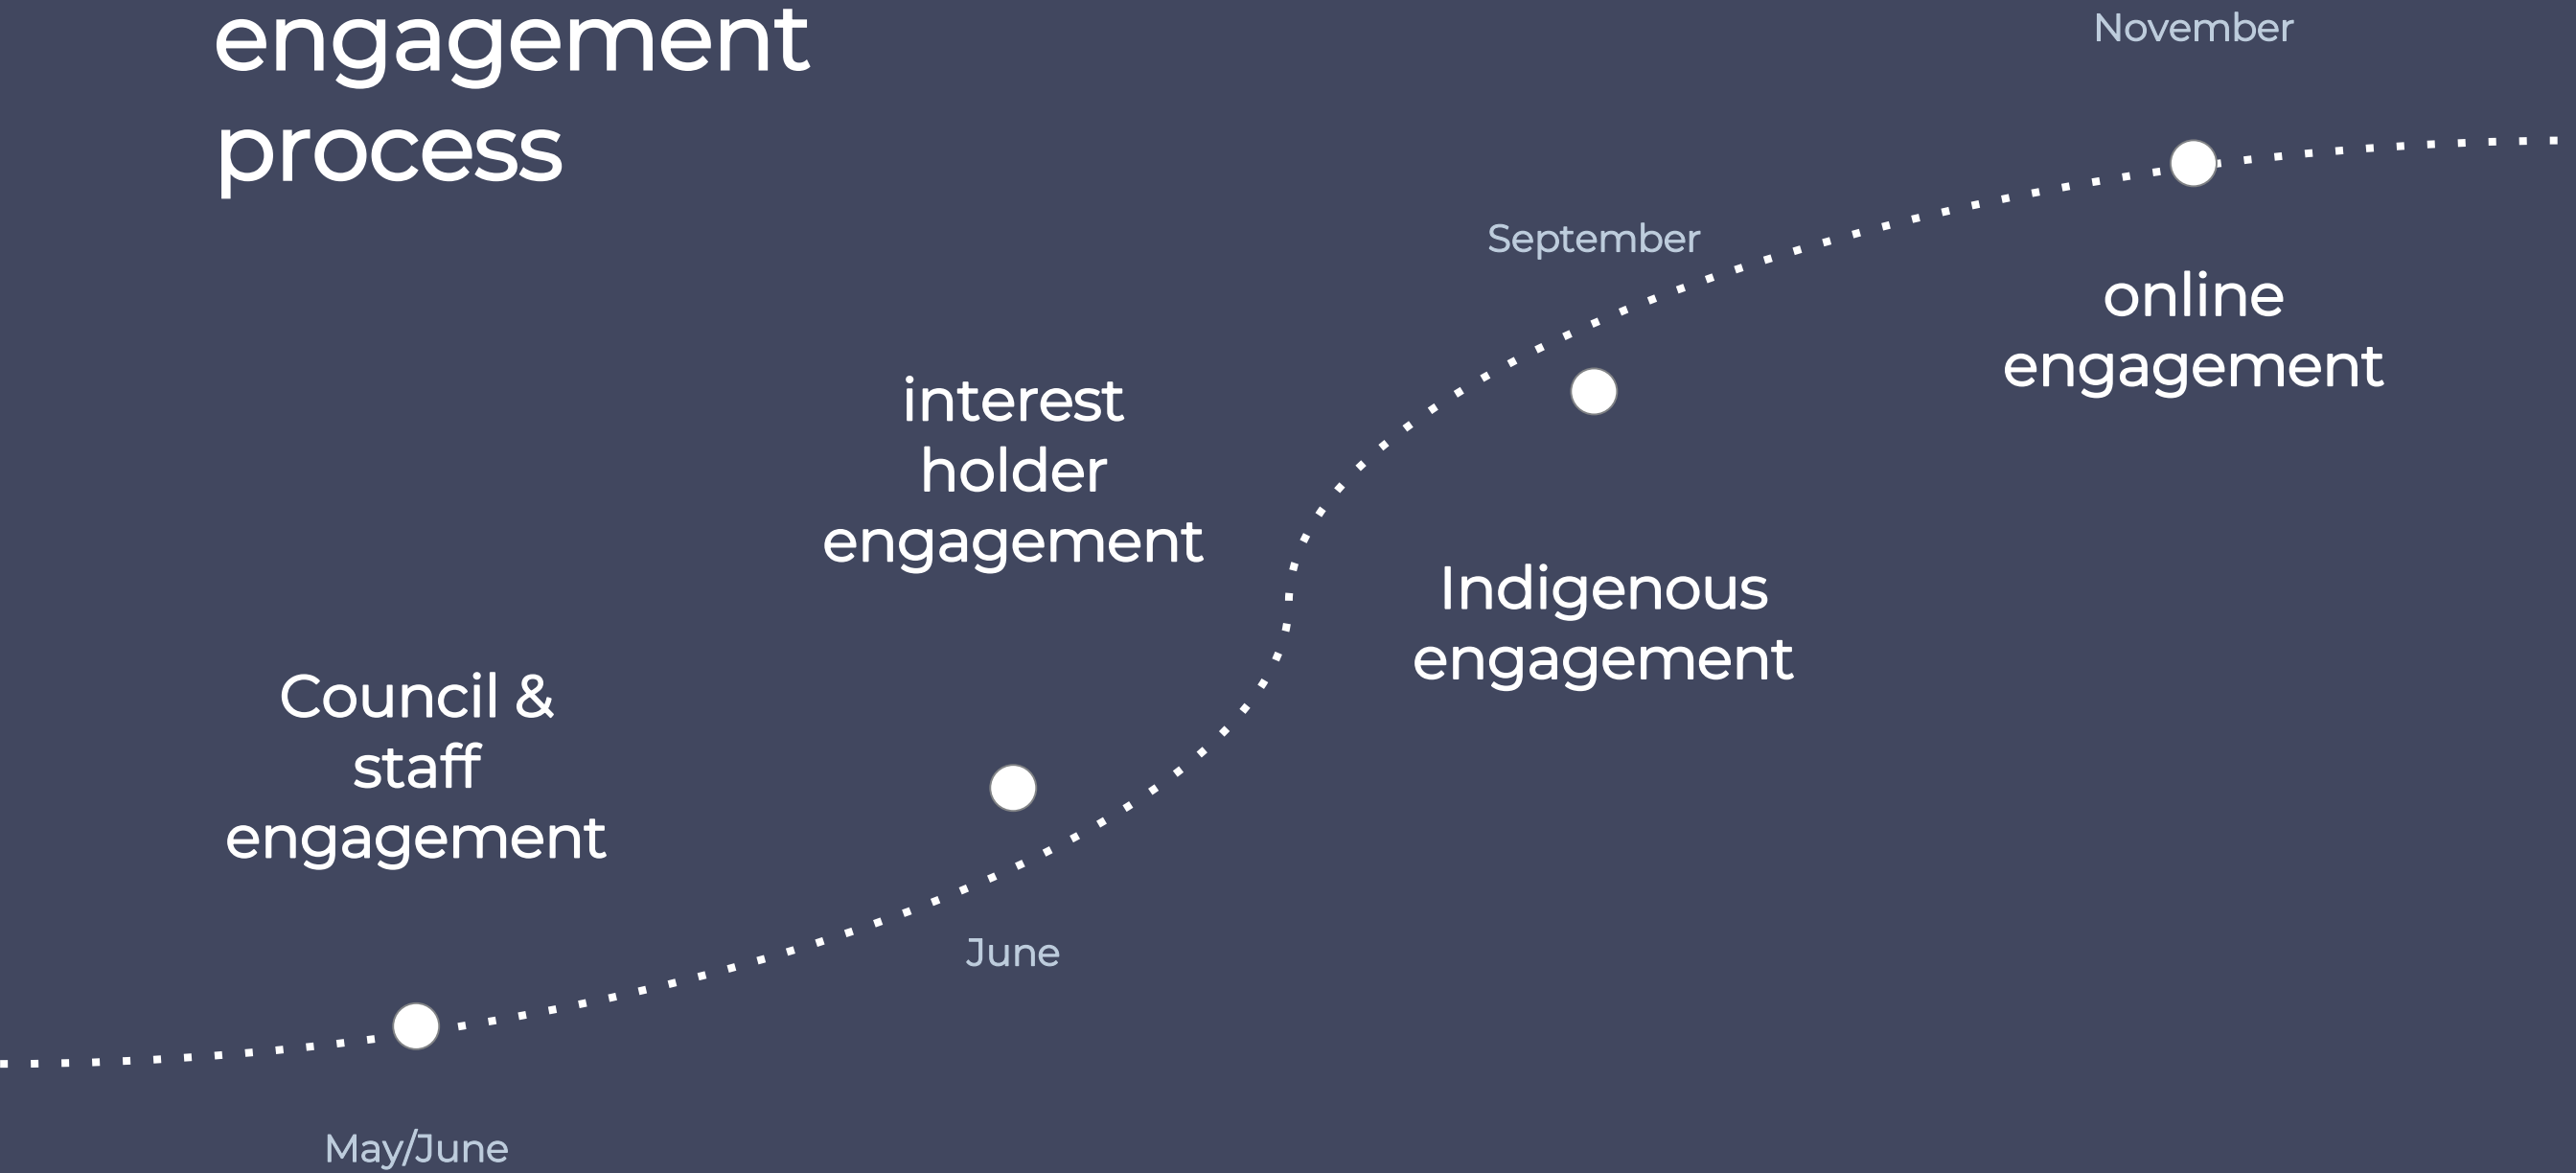 engagement
process
Council &
staff
engagement
May/June
interest
holder
engagement
June
September
Indigenous
engagement
November
online
engagement